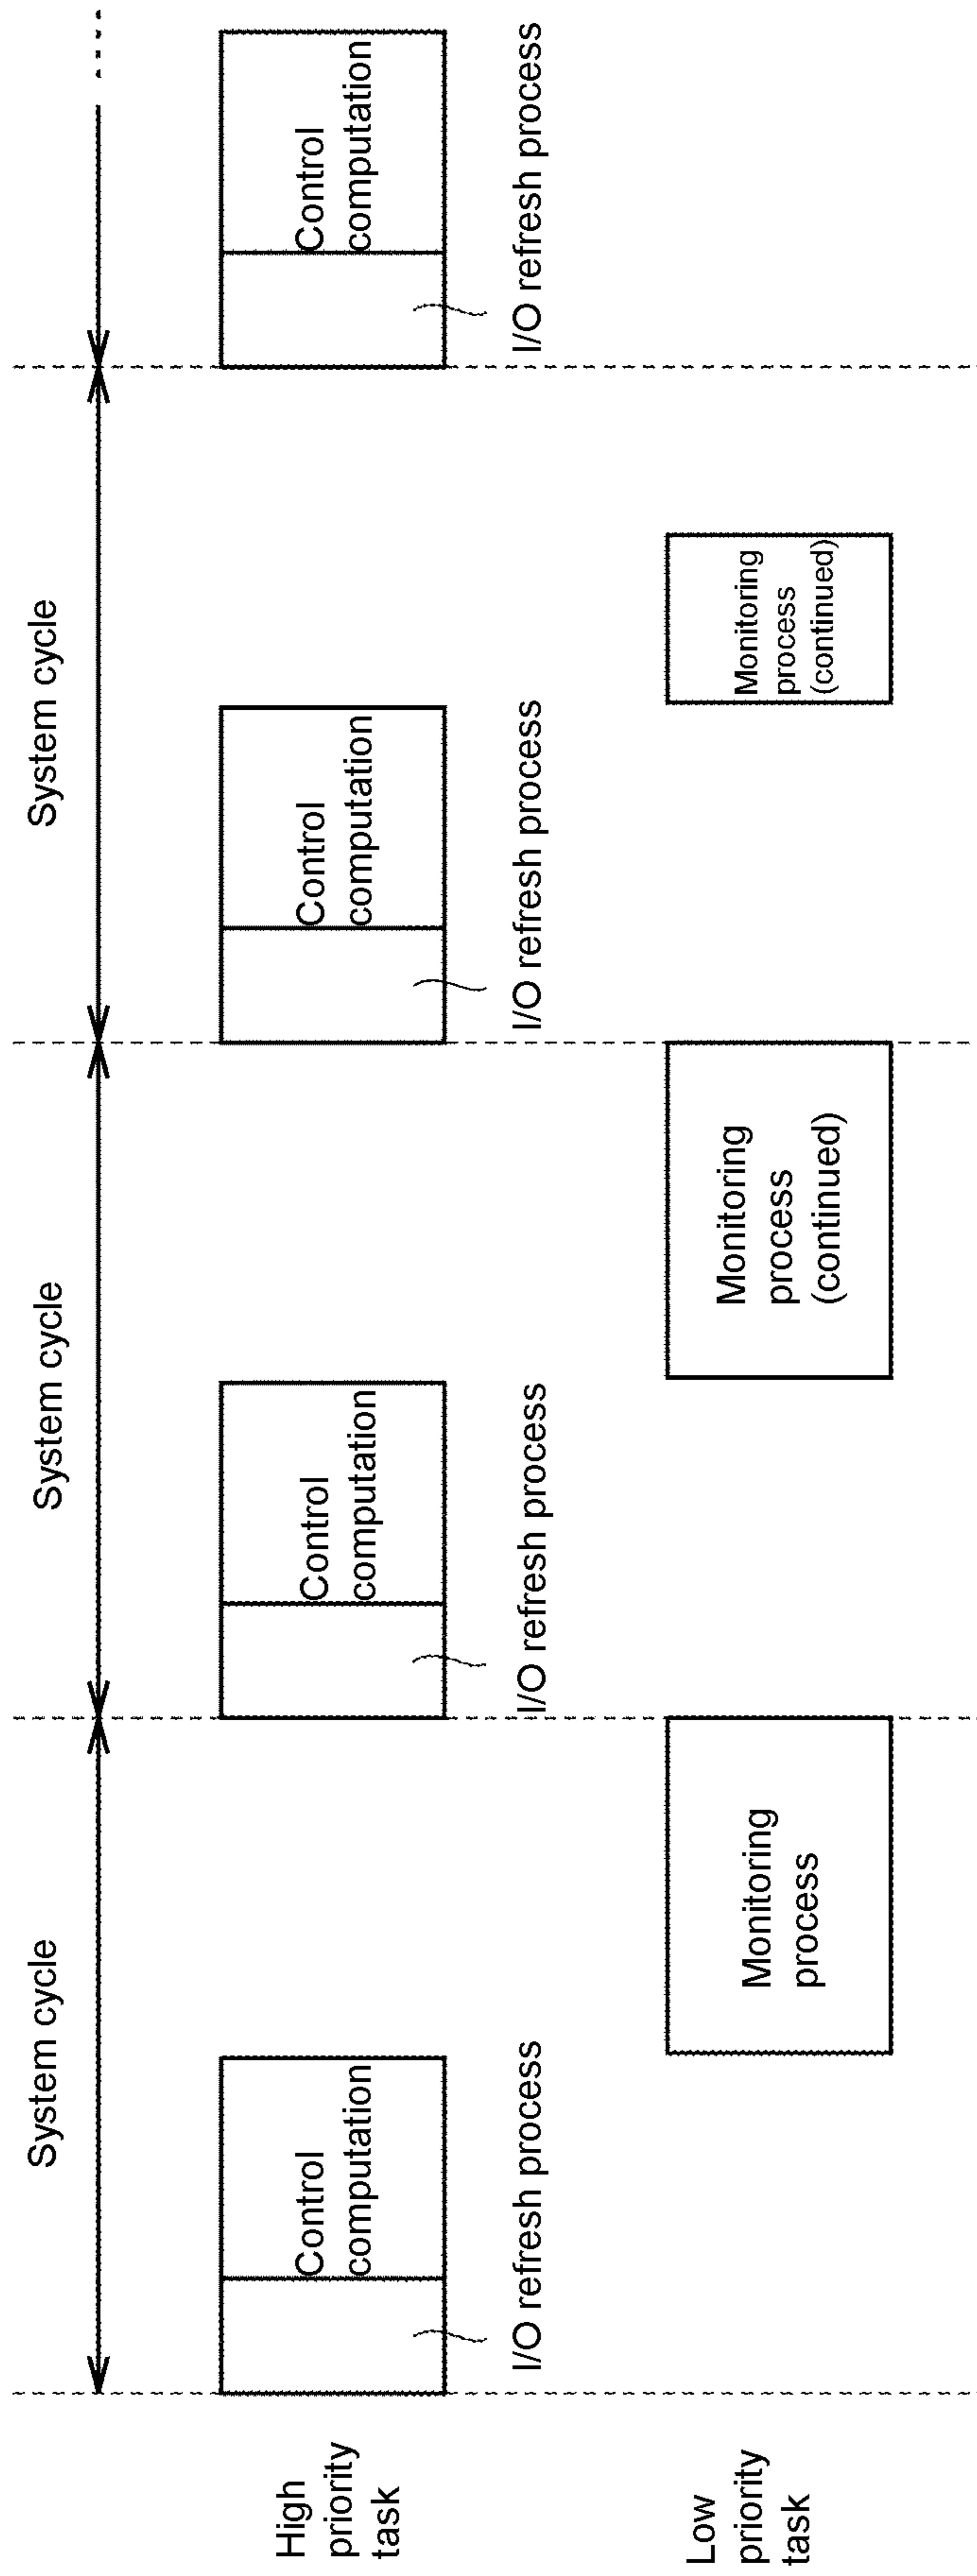 System cycle
System cycle
System cycle
High
priority
task
Control
computation
Control
computation
Control
computation
Control
computation
I/O refresh process
I/O refresh process
I/O refresh process
I/O refresh process
Low
priority
task
Monitoring
process
Monitoring
process
(continued)
Monitoring
process
(continued)